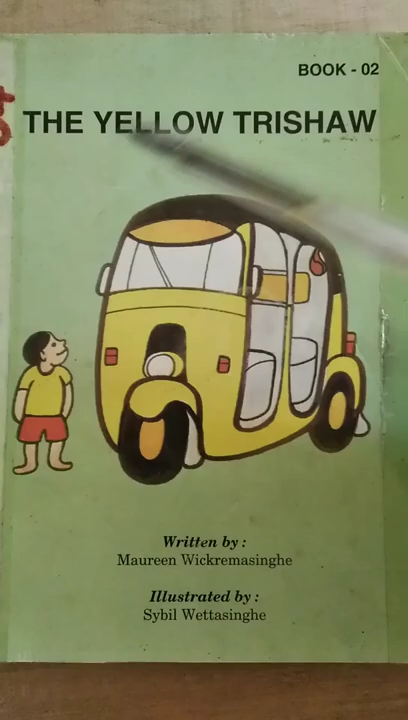 BOOK - 02
THE YELLOW TRISHAW
Written by :
Maureen Wickremasinghe
Illustrated by :
Sybil Wettasinghe